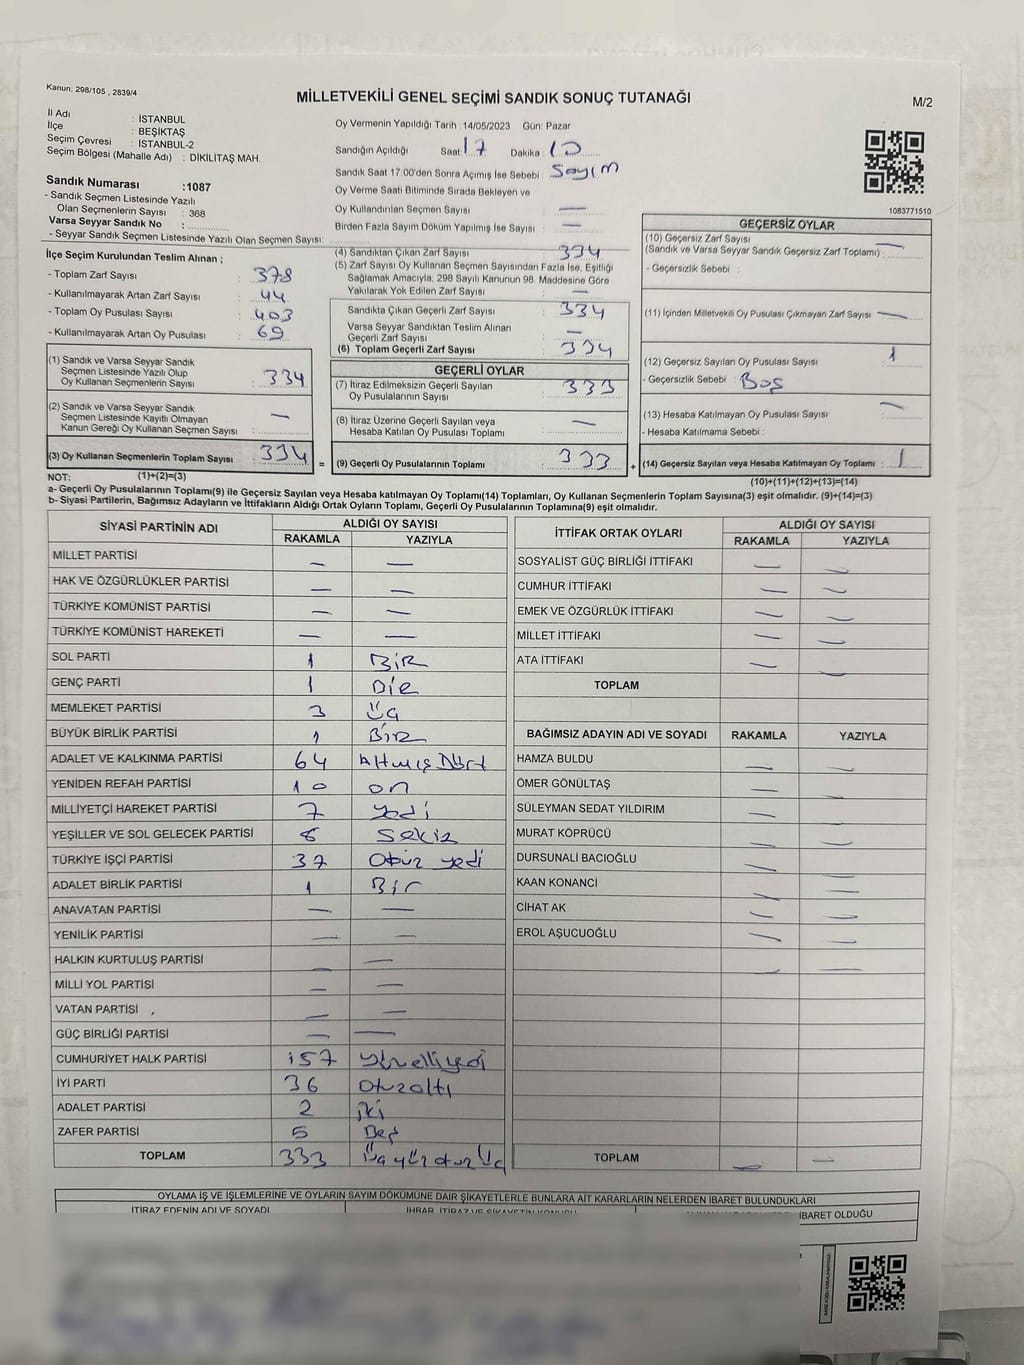 Kanun: 298/105 , 2839/4
MİLLETVEKİLİ GENEL SEÇİMİ SANDIK SONUÇ TUTANAĞI
M/2
İl Adı : İSTANBUL
İlçe : BEŞİKTAŞ
Seçim Çevresi : İSTANBUL-2
Seçim Bölgesi (Mahalle Adı) : DİKİLİTAŞ MAH.
Sandık Numarası :1087
- Sandık Seçmen Listesinde Yazılı
Olan Seçmenlerin Sayısı : 368
Varsa Seyyar Sandık No :
- Seyyar Sandık Seçmen Listesinde Yazılı Olan Seçmen Sayısı:
Oy Vermenin Yapıldığı Tarih :14/05/2023 Gün: Pazar
Sandığın Açıldığı Saat: 17 Dakika : 10
Sandık Saat 17:00'den Sonra Açımış İse Sebebi : Sayım
Oy Verme Saati Bitiminde Sırada Bekleyen ve
Oy Kullandırılan Seçmen Sayısı : —
Birden Fazla Sayım Döküm Yapılmış İse Sayısı : —
1083771510
İlçe Seçim Kurulundan Teslim Alınan ;
- Toplam Zarf Sayısı : 378
- Kullanılmayarak Artan Zarf Sayısı : 44
- Toplam Oy Pusulası Sayısı : 403
- Kullanılmayarak Artan Oy Pusulası : 69
(1) Sandık ve Varsa Seyyar Sandık
Seçmen Listesinde Yazılı Olup
Oy Kullanan Seçmenlerin Sayısı : 334
(2) Sandık ve Varsa Seyyar Sandık
Seçmen Listesinde Kayıtlı Olmayan
Kanun Gereği Oy Kullanan Seçmen Sayısı : —
(3) Oy Kullanan Seçmenlerin Toplam Sayısı : 334
(1)+(2)=(3)
(4) Sandıktan Çıkan Zarf Sayısı : 334
(5) Zarf Sayısı Oy Kullanan Seçmen Sayısından Fazla İse, Eşitliği
Sağlamak Amacıyla; 298 Sayılı Kanunun 98. Maddesine Göre
Yakılarak Yok Edilen Zarf Sayısı : —
Sandıkta Çıkan Geçerli Zarf Sayısı : 334
Varsa Seyyar Sandıktan Teslim Alınan
Geçerli Zarf Sayısı : —
(6) Toplam Geçerli Zarf Sayısı : 334
GEÇERLİ OYLAR
(7) İtiraz Edilmeksizin Geçerli Sayılan
Oy Pusulalarının Sayısı : 333
(8) İtiraz Üzerine Geçerli Sayılan veya
Hesaba Katılan Oy Pusulası Toplamı : —
= (9) Geçerli Oy Pusulalarının Toplamı : 333 +
GEÇERSİZ OYLAR
(10) Geçersiz Zarf Sayısı
(Sandık ve Varsa Seyyar Sandık Geçersiz Zarf Toplamı) : —
- Geçersizlik Sebebi :
(11) İçinden Milletvekili Oy Pusulası Çıkmayan Zarf Sayısı : —
(12) Geçersiz Sayılan Oy Pusulası Sayısı : 1
- Geçersizlik Sebebi : Boş
(13) Hesaba Katılmayan Oy Pusulası Sayısı : —
- Hesaba Katılmama Sebebi :
(14) Geçersiz Sayılan veya Hesaba Katılmayan Oy Toplamı : 1
(10)+(11)+(12)+(13)=(14)
NOT:
a- Geçerli Oy Pusulalarının Toplamı(9) ile Geçersiz Sayılan veya Hesaba katılmayan Oy Toplamı(14) Toplamları, Oy Kullanan Seçmenlerin Toplam Sayısına(3) eşit olmalıdır. (9)+(14)=(3)
b- Siyasi Partilerin, Bağımsız Adayların ve İttifakların Aldığı Ortak Oyların Toplamı, Geçerli Oy Pusulalarının Toplamına(9) eşit olmalıdır.
SİYASİ PARTİNİN ADI
ALDIĞI OY SAYISI
RAKAMLA YAZIYLA
MİLLET PARTİSİ — —
HAK VE ÖZGÜRLÜKLER PARTİSİ — —
TÜRKİYE KOMÜNİST PARTİSİ — —
TÜRKİYE KOMÜNİST HAREKETİ — —
SOL PARTİ 1 BİR
GENÇ PARTİ 1
MEMLEKET PARTİSİ 3 üç
BÜYÜK BİRLİK PARTİSİ 1 BİR
ADALET VE KALKINMA PARTİSİ 64 Altmış Dört
YENİDEN REFAH PARTİSİ 10 on
MİLLİYETÇİ HAREKET PARTİSİ 7 yedi
YEŞİLLER VE SOL GELECEK PARTİSİ 8 sekiz
TÜRKİYE İŞÇİ PARTİSİ 37 Otuz yedi
ADALET BİRLİK PARTİSİ 1 Bir
ANAVATAN PARTİSİ — —
YENİLİK PARTİSİ — —
HALKIN KURTULUŞ PARTİSİ — —
MİLLİ YOL PARTİSİ — —
VATAN PARTİSİ — —
GÜÇ BİRLİĞİ PARTİSİ — —
CUMHURİYET HALK PARTİSİ 157 yüzelliyedi
İYİ PARTİ 36 Otuzaltı
ADALET PARTİSİ 2 iki
ZAFER PARTİSİ 5 Beş
TOPLAM 333 üçyüzotuzüç
İTTİFAK ORTAK OYLARI
ALDIĞI OY SAYISI
RAKAMLA YAZIYLA
SOSYALİST GÜÇ BİRLİĞİ İTTİFAKI — —
CUMHUR İTTİFAKI — —
EMEK VE ÖZGÜRLÜK İTTİFAKI — —
MİLLET İTTİFAKI — —
ATA İTTİFAKI — —
TOPLAM
BAĞIMSIZ ADAYIN ADI VE SOYADI RAKAMLA YAZIYLA
HAMZA BULDU — —
ÖMER GÖNÜLTAŞ — —
SÜLEYMAN SEDAT YILDIRIM —
MURAT KÖPRÜCÜ — —
DURSUNALİ BACIOĞLU — —
KAAN KONANCİ — —
CİHAT AK — —
EROL AŞUCUOĞLU — —
TOPLAM — —
OYLAMA İŞ VE İŞLEMLERİNE VE OYLARIN SAYIM DÖKÜMÜNE DAİR ŞİKAYETLERLE BUNLARA AİT KARARLARIN NELERDEN İBARET BULUNDUKLARI
İTİRAZ EDENİN ADI VE SOYADI
İHBAR, İTİRAZ VE ŞİKAYETİN KONUSU
İBARET OLDUĞU